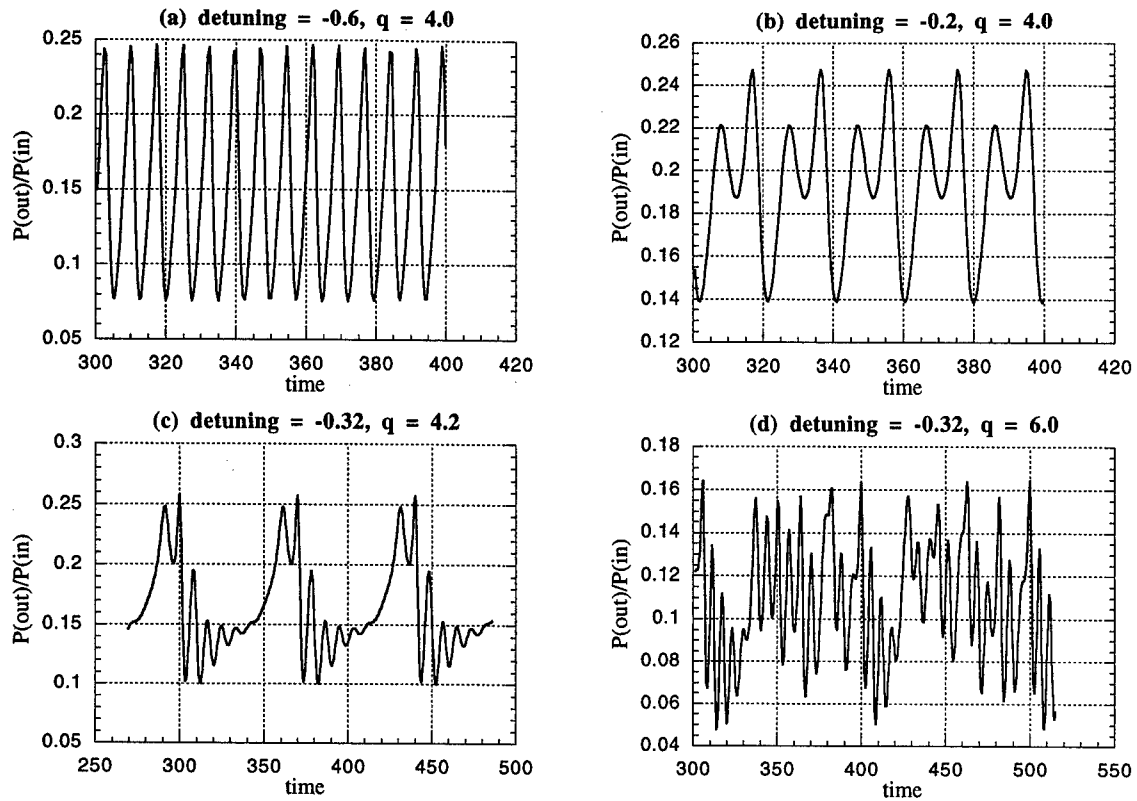 (a) detuning = -0.6, q = 4.0
P(out)/P(in)
0.25
0.2
0.15
0.1
0.05
300 320 340 360 380 400 420
time
(b) detuning = -0.2, q = 4.0
P(out)/P(in)
0.26
0.24
0.22
0.2
0.18
0.16
0.14
0.12
300 320 340 360 380 400 420
time
(c) detuning = -0.32, q = 4.2
P(out)/P(in)
0.3
0.25
0.2
0.15
0.1
0.05
250 300 350 400 450 500
time
(d) detuning = -0.32, q = 6.0
P(out)/P(in)
0.18
0.16
0.14
0.12
0.1
0.08
0.06
0.04
300 350 400 450 500 550
time